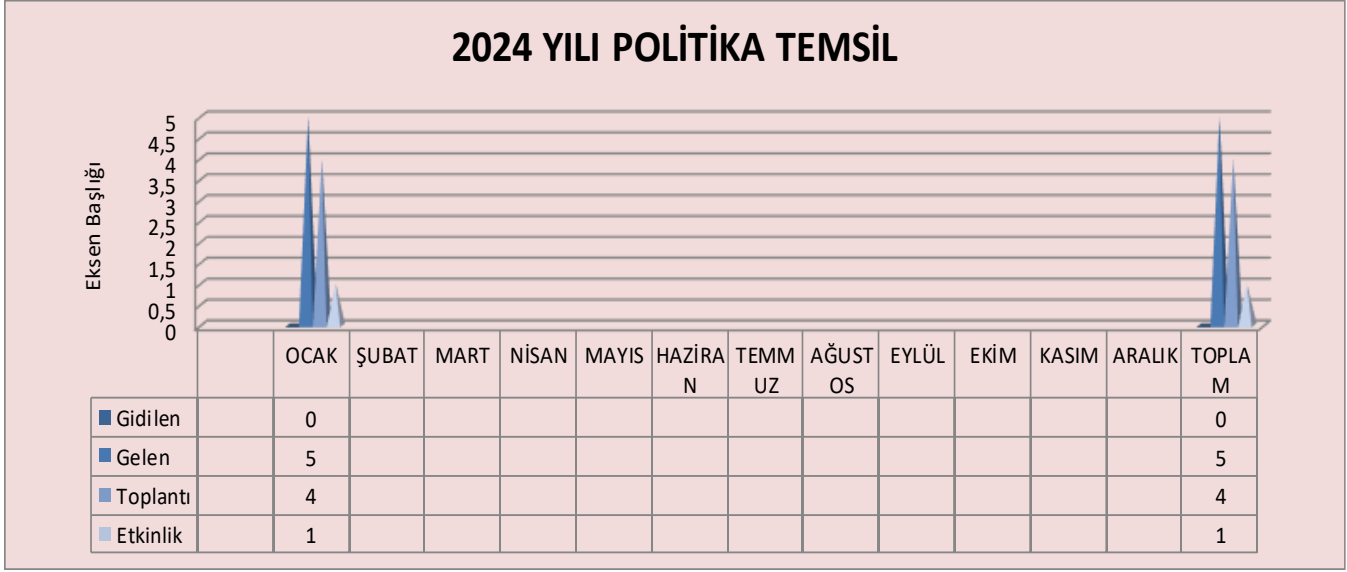 2024 YILI POLİTİKA TEMSİL
Eksen Başlığı
5
4,5
4
3,5
3
2,5
2
1,5
1
0,5
0
OCAK ŞUBAT MART NİSAN MAYIS HAZİRA TEMM AĞUST EYLÜL EKİM KASIM ARALIK TOPLA
N UZ OS M
Gidilen 0 0
Gelen 5 5
Toplantı 4 4
Etkinlik 1 1